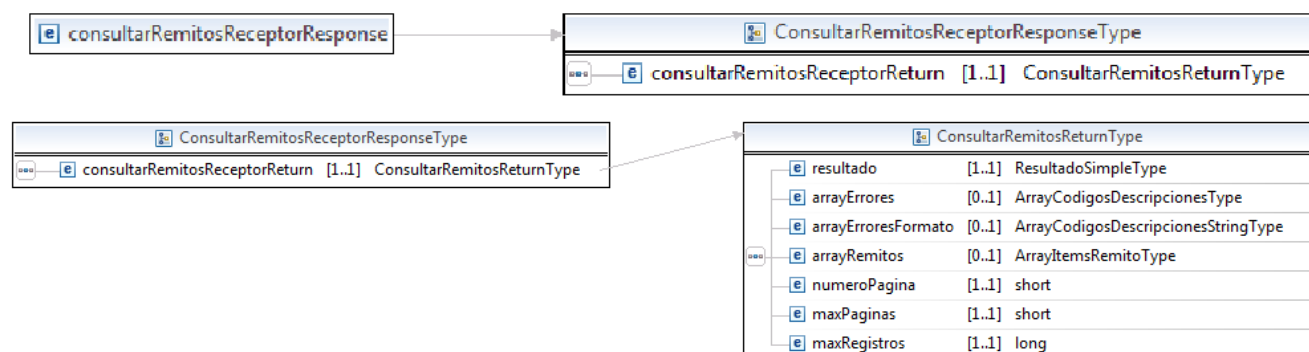 consultarRemitosReceptorResponse
ConsultarRemitosReceptorResponseType
consultarRemitosReceptorReturn [1..1] ConsultarRemitosReturnType
ConsultarRemitosReceptorResponseType
consultarRemitosReceptorReturn [1..1] ConsultarRemitosReturnType
ConsultarRemitosReturnType
resultado [1..1] ResultadoSimpleType
arrayErrores [0..1] ArrayCodigosDescripcionesType
arrayErroresFormato [0..1] ArrayCodigosDescripcionesStringType
arrayRemitos [0..1] ArrayItemsRemitoType
numeroPagina [1..1] short
maxPaginas [1..1] short
maxRegistros [1..1] long